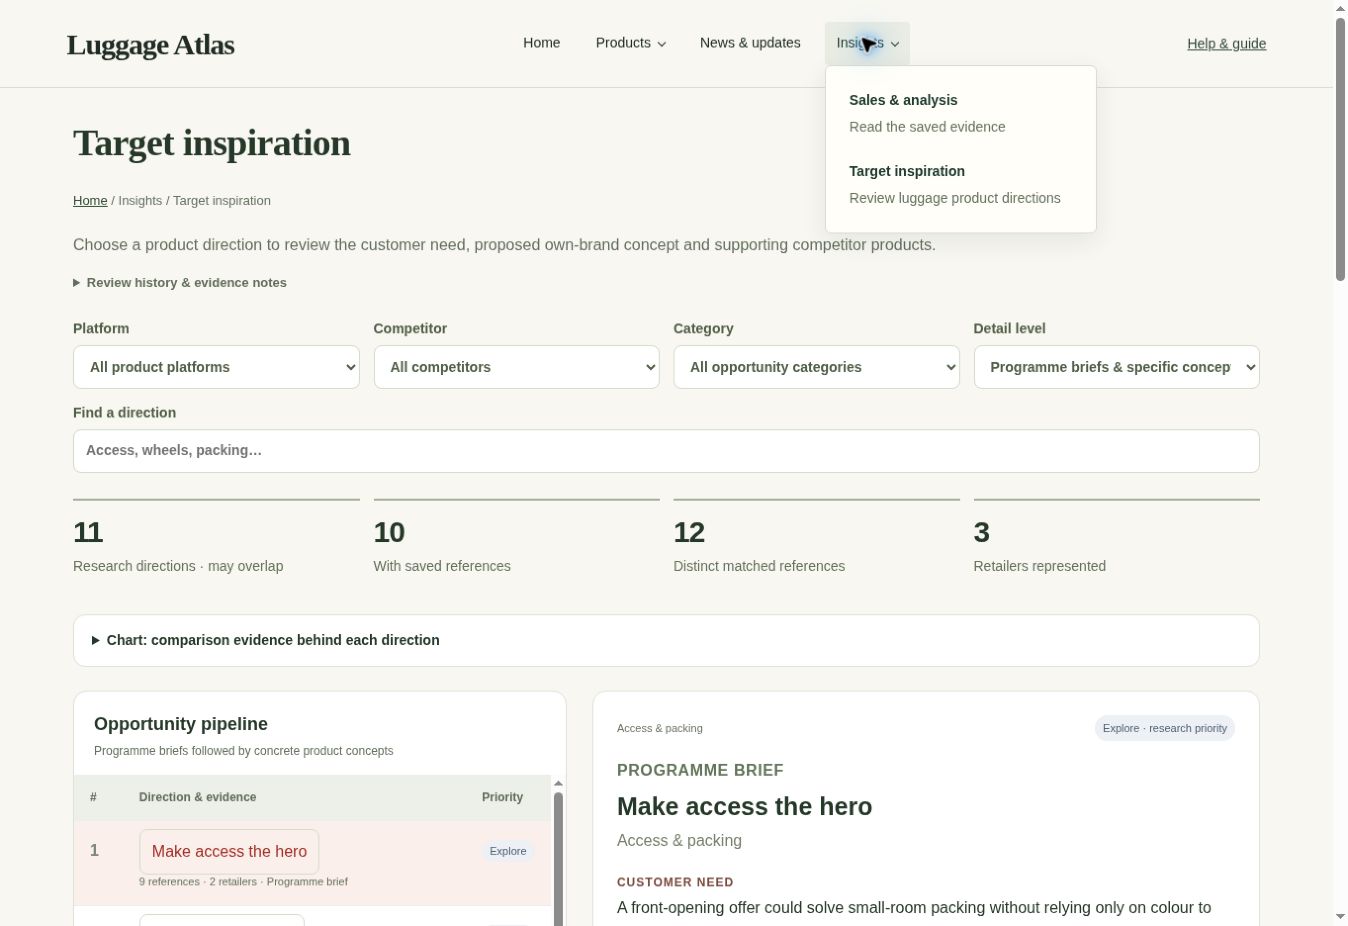 Luggage Atlas
Home
Products
News & updates
Insights
Help & guide
Sales & analysis
Read the saved evidence
Target inspiration
Review luggage product directions
Target inspiration
Home / Insights / Target inspiration
Choose a product direction to review the customer need, proposed own-brand concept and supporting competitor products.
Review history & evidence notes
Platform
Competitor
Category
Detail level
All product platforms
All competitors
All opportunity categories
Programme briefs & specific concep
Find a direction
Access, wheels, packing…
11
10
12
3
Research directions · may overlap
With saved references
Distinct matched references
Retailers represented
Chart: comparison evidence behind each direction
Opportunity pipeline
Programme briefs followed by concrete product concepts
# Direction & evidence Priority
1 Make access the hero Explore
9 references · 2 retailers · Programme brief
Access & packing
Explore · research priority
PROGRAMME BRIEF
Make access the hero
Access & packing
CUSTOMER NEED
A front-opening offer could solve small-room packing without relying only on colour to